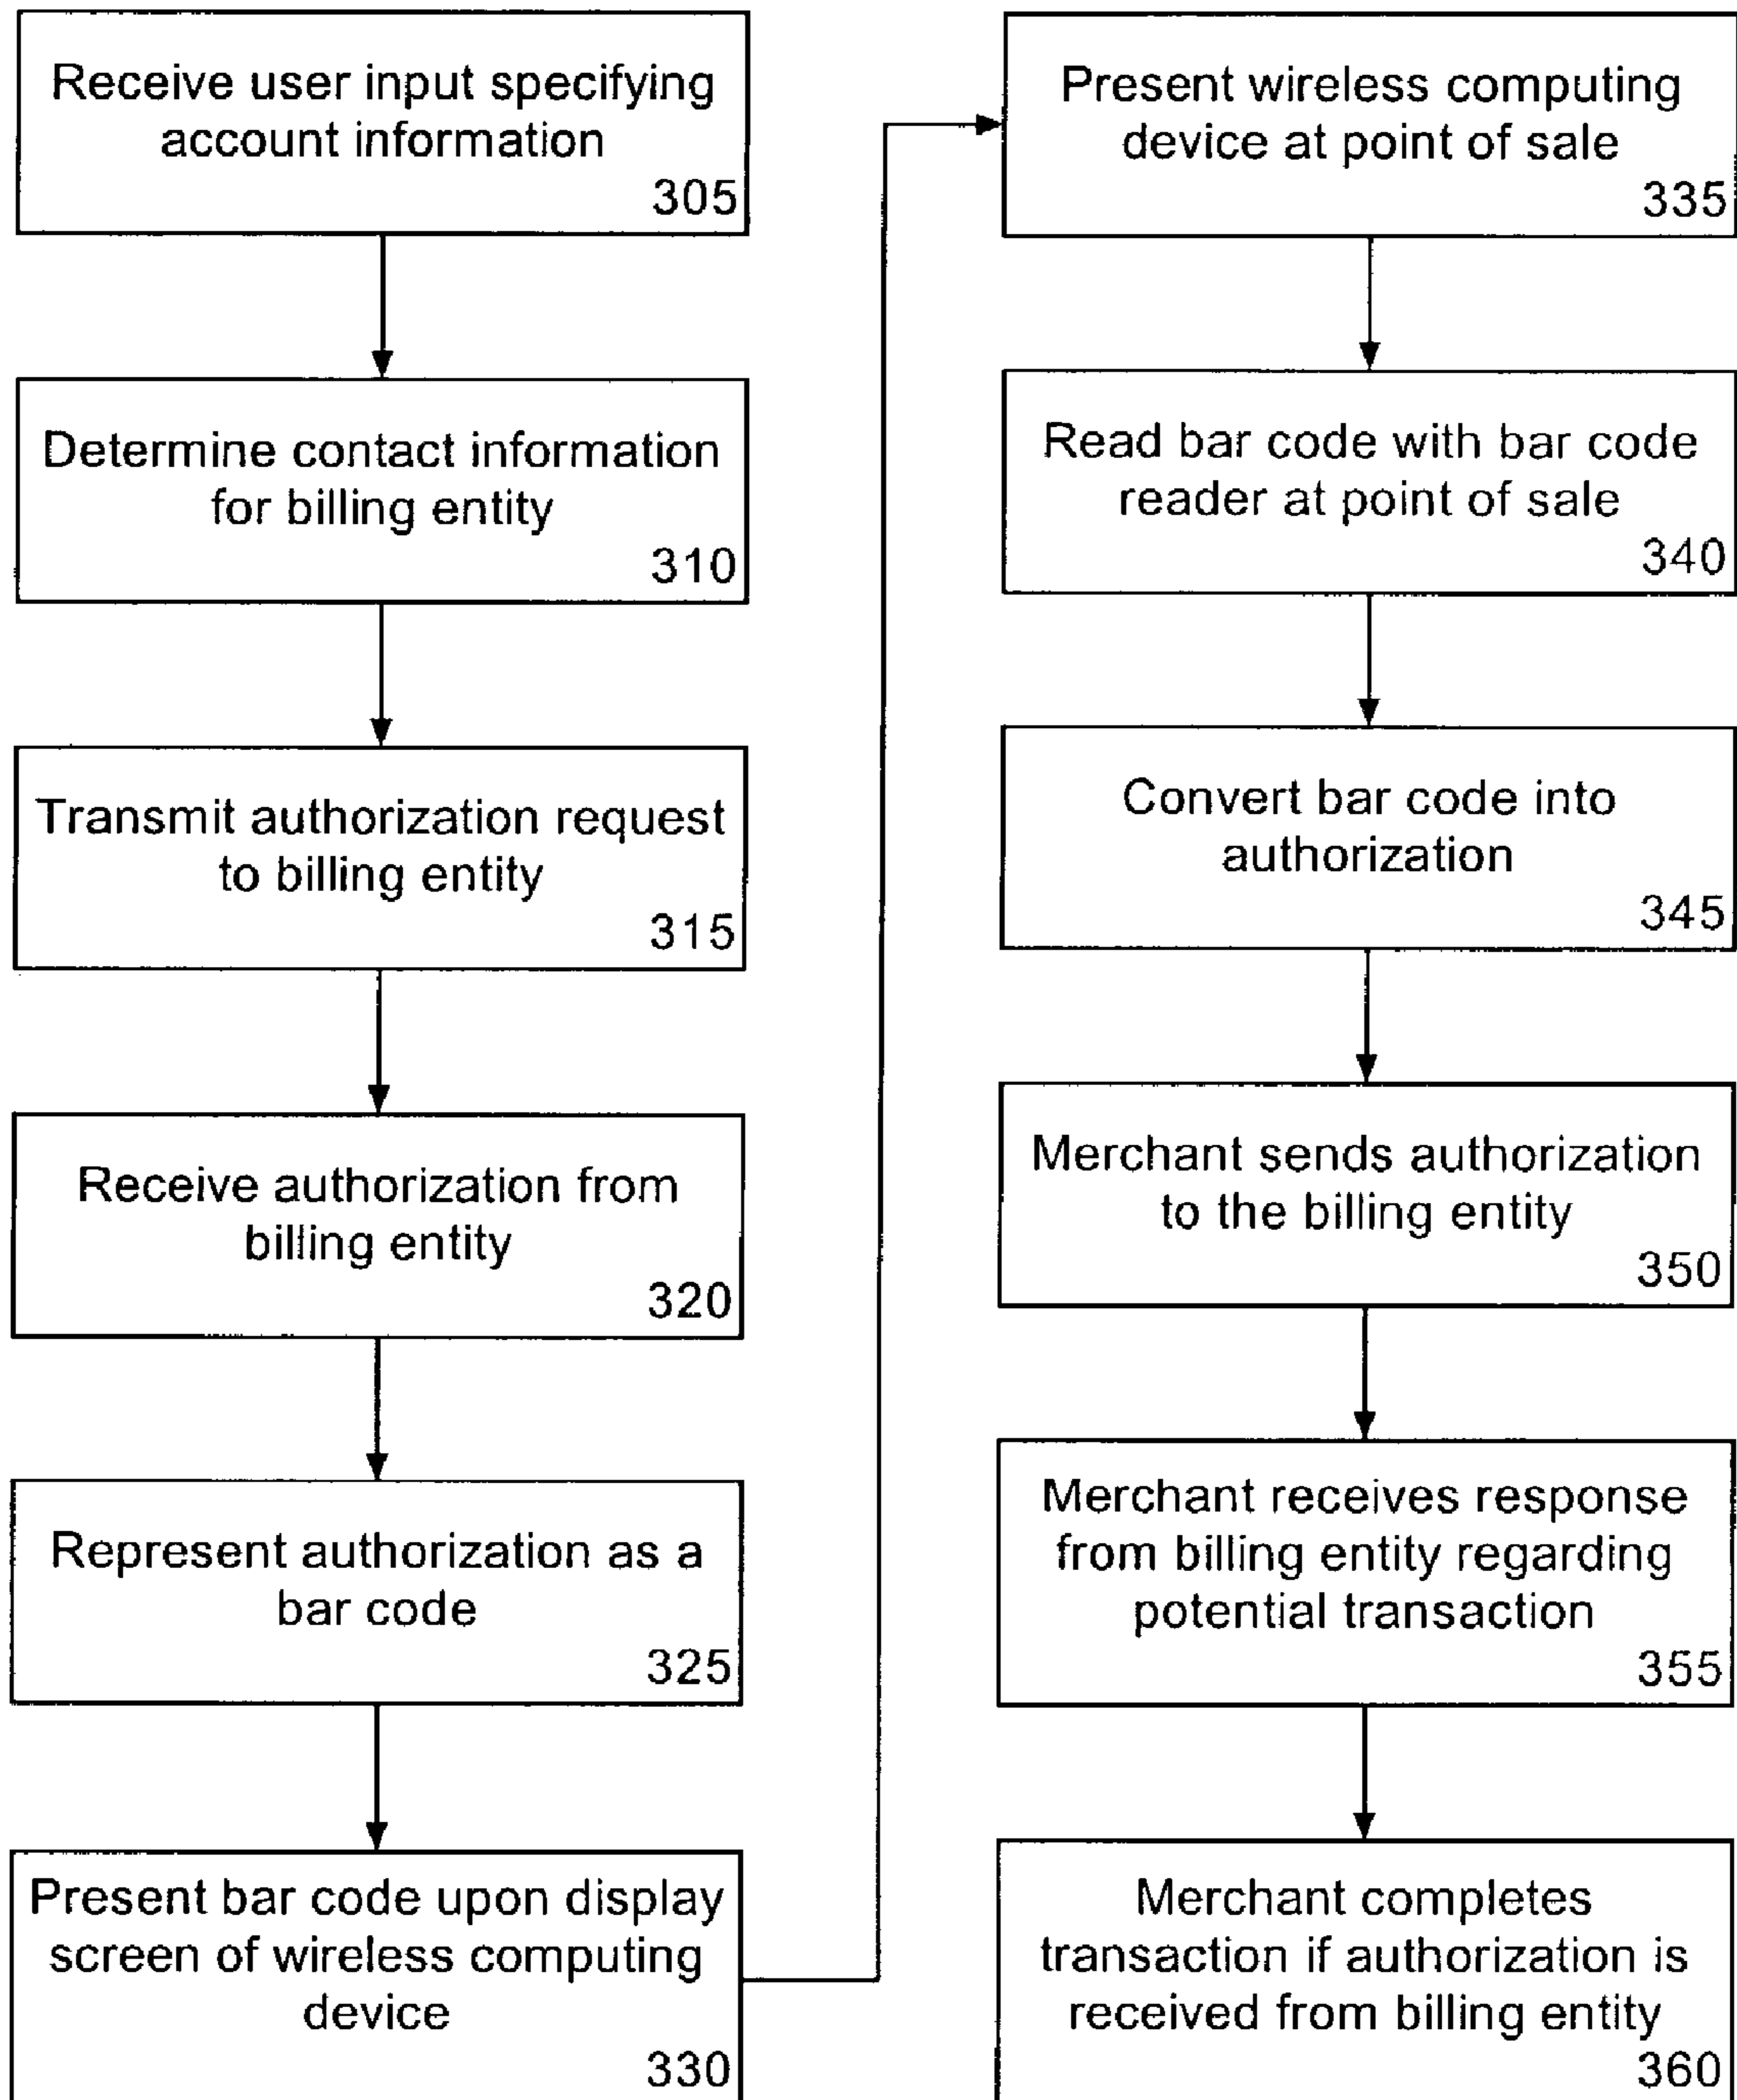 Receive user input specifying
account information
305
Determine contact information
for billing entity
310
Transmit authorization request
to billing entity
315
Receive authorization from
billing entity
320
Represent authorization as a
bar code
325
Present bar code upon display
screen of wireless computing
device
330
Present wireless computing
device at point of sale
335
Read bar code with bar code
reader at point of sale
340
Convert bar code into
authorization
345
Merchant sends authorization
to the billing entity
350
Merchant receives response
from billing entity regarding
potential transaction
355
Merchant completes
transaction if authorization is
received from billing entity
360